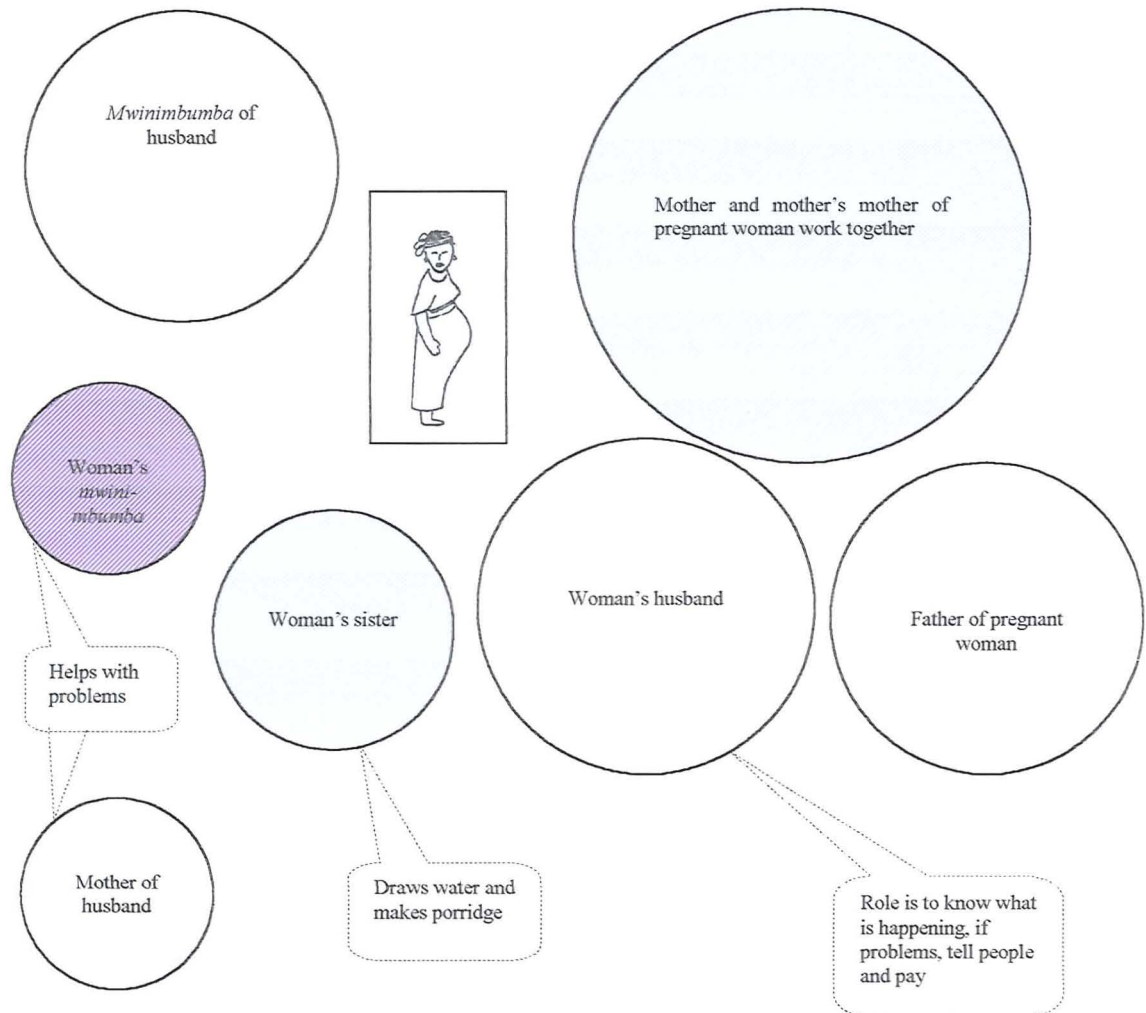 Mwinimbumba of
husband
Mother and mother's mother of
pregnant woman work together
Woman's
mwini-
mbumba
Woman's sister
Woman's husband
Father of pregnant
woman
Helps with
problems
Mother of
husband
Draws water and
makes porridge
Role is to know what
is happening, if
problems, tell people
and pay